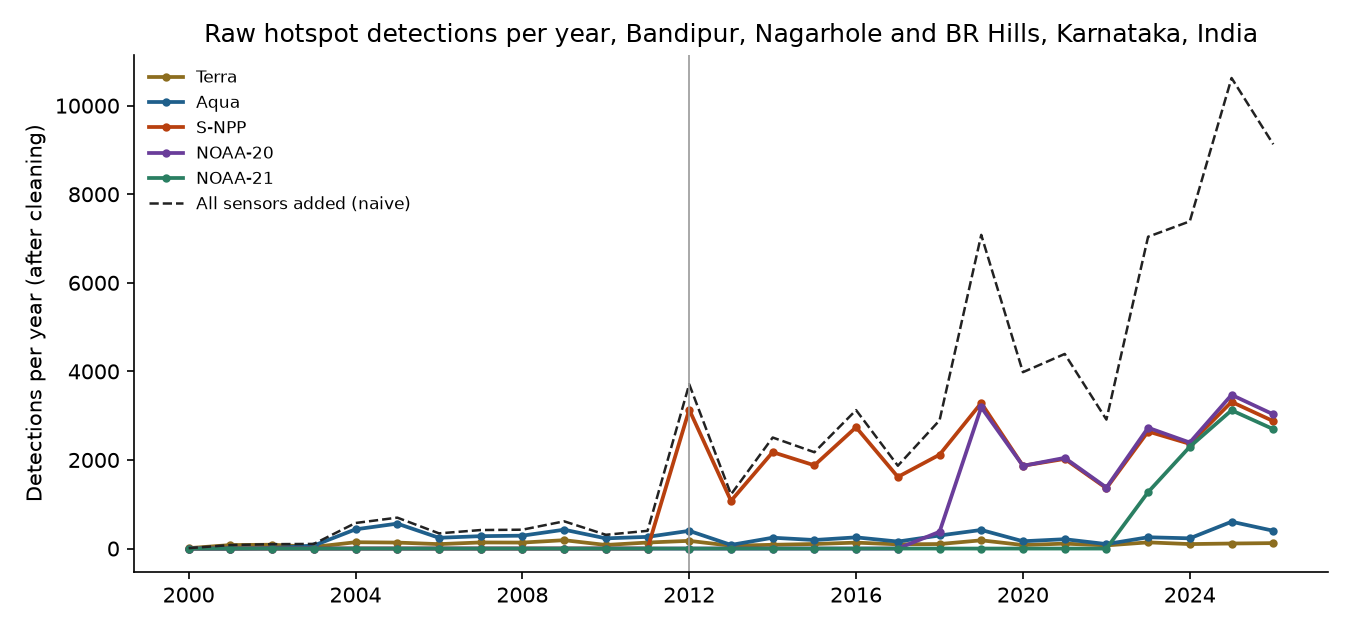 Raw hotspot detections per year, Bandipur, Nagarhole and BR Hills, Karnataka, India
Detections per year (after cleaning)
10000
8000
6000
4000
2000
0
Terra
Aqua
S-NPP
NOAA-20
NOAA-21
All sensors added (naive)
2000 2004 2008 2012 2016 2020 2024